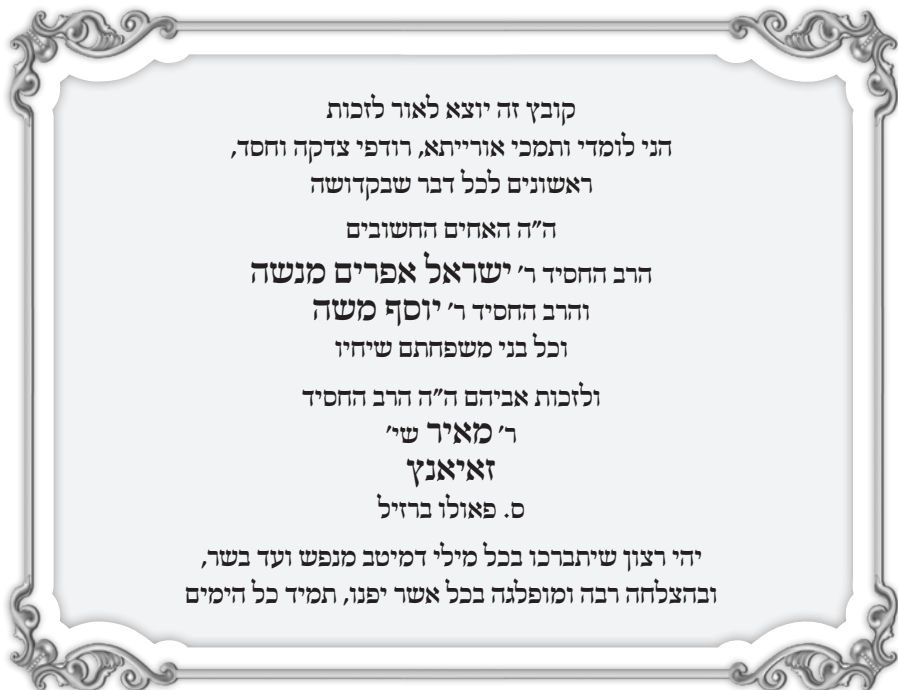 קובץ זה יוצא לאור לזכות
הני לומדי ותמכי אורייתא, רודפי צדקה וחסד,
ראשונים לכל דבר שבקדושה
ה״ה האחים החשובים
הרב החסיד ר׳ ישראל אפרים מנשה
והרב החסיד ר׳ יוסף משה
וכל בני משפחתם שיחיו
ולזכות אביהם ה״ה הרב החסיד
ר׳ מאיר שי׳
זאיאנץ
ס. פאולו ברזיל
יהי רצון שיתברכו בכל מילי דמיטב מנפש ועד בשר,
ובהצלחה רבה ומופלגה בכל אשר יפנו, תמיד כל הימים